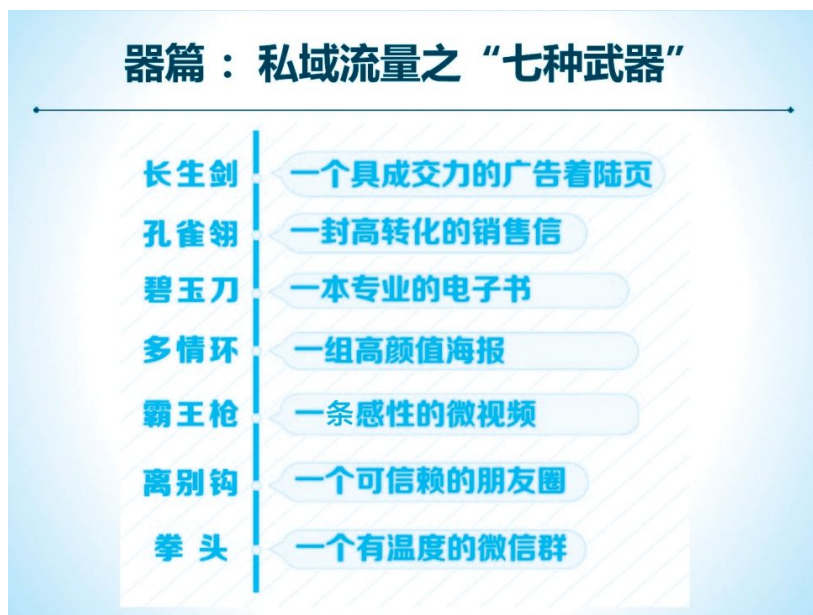 器篇：私域流量之“七种武器”
长生剑 一个具成交力的广告着陆页
孔雀翎 一封高转化的销售信
碧玉刀 一本专业的电子书
多情环 一组高颜值海报
霸王枪 一条感性的微视频
离别钩 一个可信赖的朋友圈
拳头 一个有温度的微信群